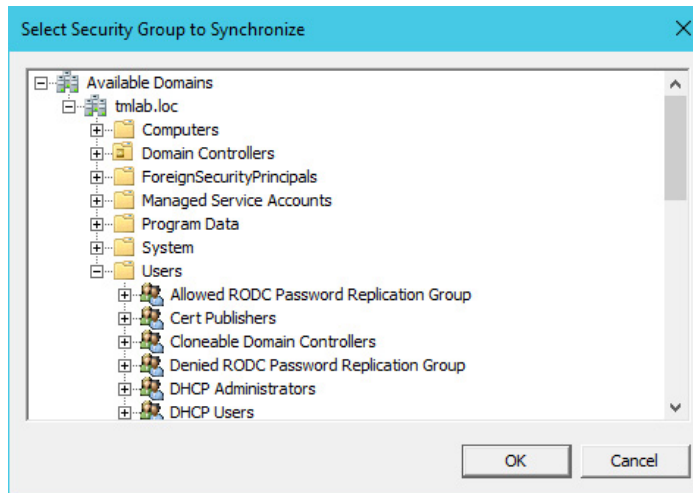 Select Security Group to Synchronize
Available Domains
tmlab.loc
Computers
Domain Controllers
ForeignSecurityPrincipals
Managed Service Accounts
Program Data
System
Users
Allowed RODC Password Replication Group
Cert Publishers
Cloneable Domain Controllers
Denied RODC Password Replication Group
DHCP Administrators
DHCP Users
OK Cancel